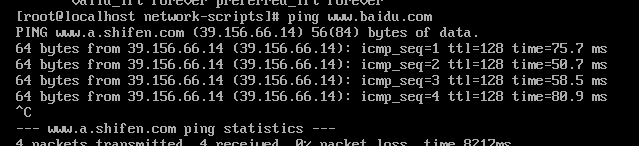 valid_lft forever preferred_lft forever
[root@localhost network-scripts]# ping www.baidu.com
PING www.a.shifen.com (39.156.66.14) 56(84) bytes of data.
64 bytes from 39.156.66.14 (39.156.66.14): icmp_seq=1 ttl=128 time=75.7 ms
64 bytes from 39.156.66.14 (39.156.66.14): icmp_seq=2 ttl=128 time=50.7 ms
64 bytes from 39.156.66.14 (39.156.66.14): icmp_seq=3 ttl=128 time=58.5 ms
64 bytes from 39.156.66.14 (39.156.66.14): icmp_seq=4 ttl=128 time=80.9 ms
^C
--- www.a.shifen.com ping statistics ---
4 packets transmitted, 4 received, 0% packet loss, time 8217ms